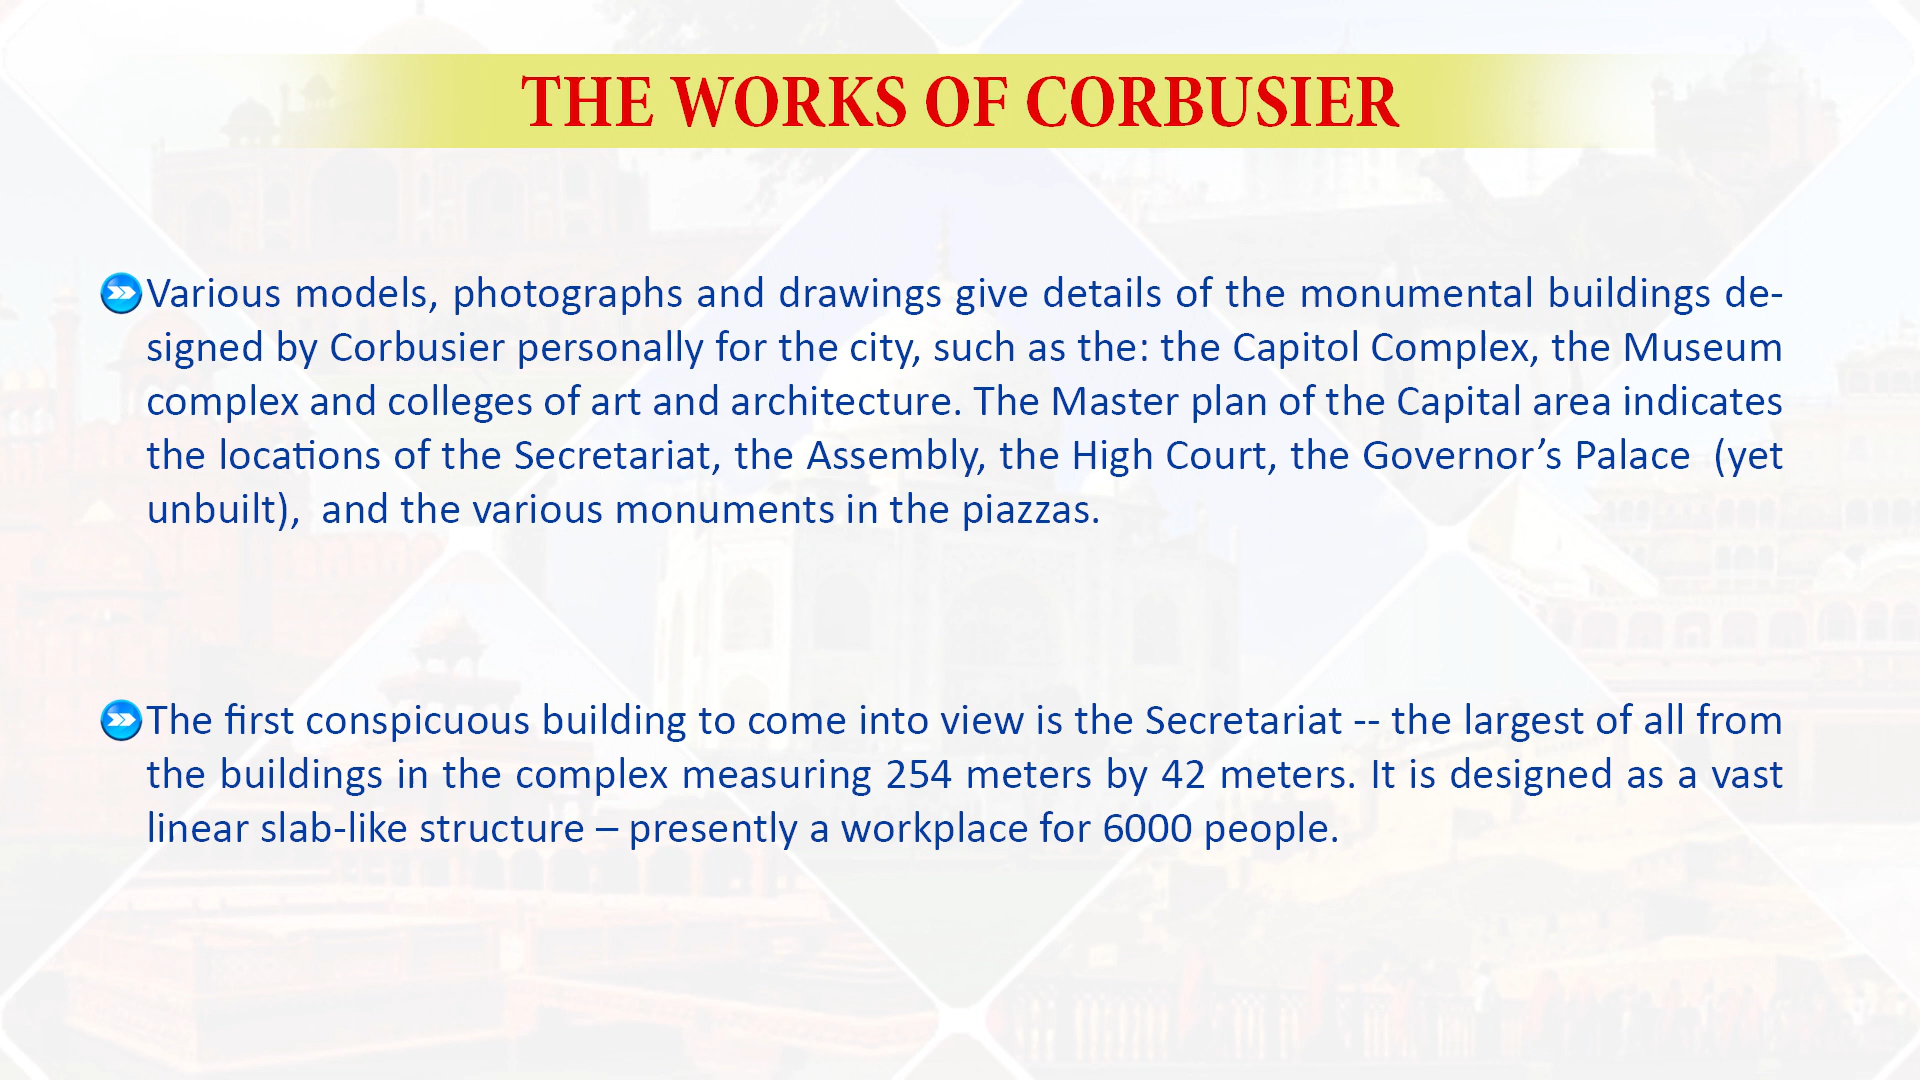 THE WORKS OF CORBUSIER
Various models, photographs and drawings give details of the monumental buildings de-
signed by Corbusier personally for the city, such as the: the Capitol Complex, the Museum
complex and colleges of art and architecture. The Master plan of the Capital area indicates
the locations of the Secretariat, the Assembly, the High Court, the Governor’s Palace  (yet
unbuilt),  and the various monuments in the piazzas.
The first conspicuous building to come into view is the Secretariat -- the largest of all from
the buildings in the complex measuring 254 meters by 42 meters. It is designed as a vast
linear slab-like structure – presently a workplace for 6000 people.